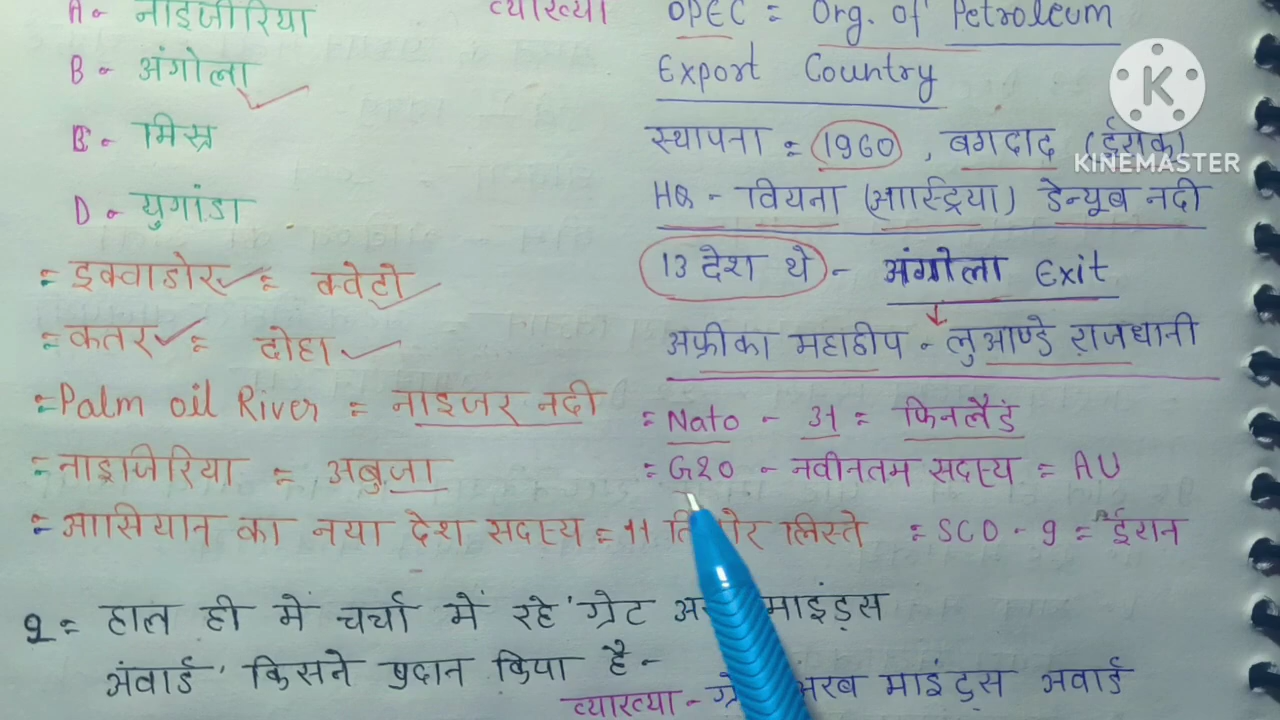 A - नाइजीरिया
B - अंगोला
C - मिस्र
D - युगांडा
= इक्वाडोर = क्वेटो
= कतर = दोहा
= Palm oil River = नाइजर नदी
= नाइजिरिया = अबुजा
= आसियान का नया देश सदस्य = 11 लिस्ते
व्याख्या
OPEC = Org. of Petroleum
Export Country
स्थापना = 1960, बगदाद (ईराक)
HQ - वियना (आस्ट्रिया) डेन्यूब नदी
13 देश थे - अंगोला Exit
अफ्रीका महाद्वीप - लुआण्डे राजधानी
= Nato - 31 = फिनलैंड
= G20 - नवीनतम सदस्य = AU
= SCO - 9 = ईरान
2 = हाल ही में चर्चा में रहे 'ग्रेट माइंड्स
अवार्ड' किसने प्रदान किया है -
व्याख्या - अरब माइंड्स अवार्ड
K
KINEMASTER